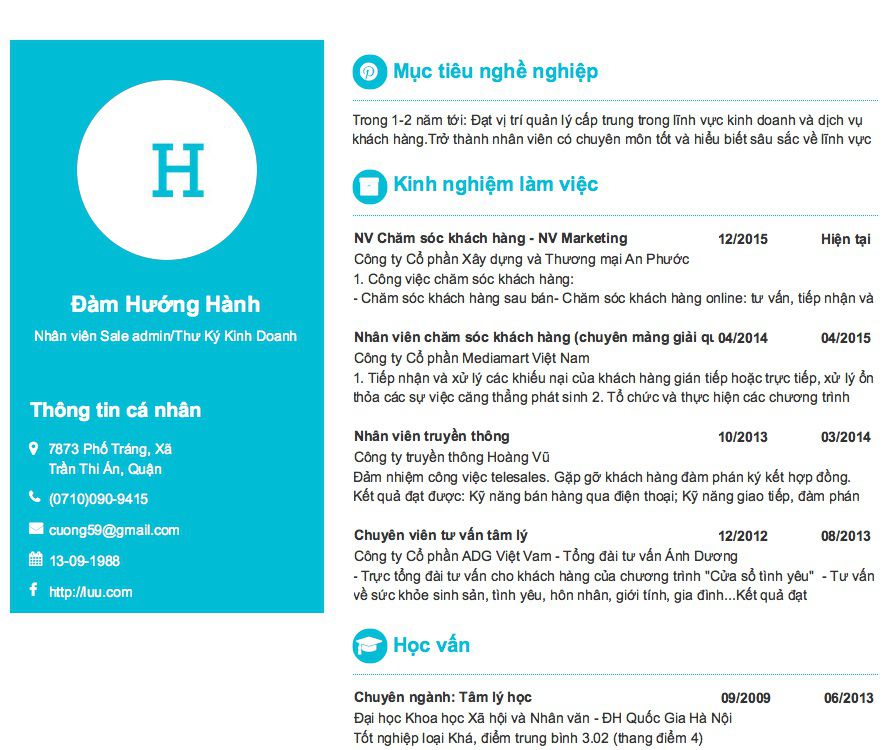 H
Đàm Hướng Hành
Nhân viên Sale admin/Thư Ký Kinh Doanh
Thông tin cá nhân
7873 Phố Tráng, Xã
Trần Thi Án, Quận
(0710)090-9415
cuong59@gmail.com
13-09-1988
http://luu.com
Mục tiêu nghề nghiệp
Trong 1-2 năm tới: Đạt vị trí quản lý cấp trung trong lĩnh vực kinh doanh và dịch vụ
khách hàng.Trở thành nhân viên có chuyên môn tốt và hiểu biết sâu sắc về lĩnh vực
Kinh nghiệm làm việc
NV Chăm sóc khách hàng - NV Marketing 12/2015 Hiện tại
Công ty Cổ phần Xây dựng và Thương mại An Phước
1. Công việc chăm sóc khách hàng:
- Chăm sóc khách hàng sau bán- Chăm sóc khách hàng online: tư vấn, tiếp nhận và
Nhân viên chăm sóc khách hàng (chuyên mảng giải qu 04/2014 04/2015
Công ty Cổ phần Mediamart Việt Nam
1. Tiếp nhận và xử lý các khiếu nại của khách hàng gián tiếp hoặc trực tiếp, xử lý ổn
thỏa các sự việc căng thẳng phát sinh 2. Tổ chức và thực hiện các chương trình
Nhân viên truyền thông 10/2013 03/2014
Công ty truyền thông Hoàng Vũ
Đảm nhiệm công việc telesales. Gặp gỡ khách hàng đàm phán ký kết hợp đồng.
Kết quả đạt được: Kỹ năng bán hàng qua điện thoại; Kỹ năng giao tiếp, đàm phán
Chuyên viên tư vấn tâm lý 12/2012 08/2013
Công ty Cổ phần ADG Việt Vam - Tổng đài tư vấn Ánh Dương
- Trực tổng đài tư vấn cho khách hàng của chương trình "Cửa sổ tình yêu" - Tư vấn
về sức khỏe sinh sản, tình yêu, hôn nhân, giới tính, gia đình...Kết quả đạt
Học vấn
Chuyên ngành: Tâm lý học 09/2009 06/2013
Đại học Khoa học Xã hội và Nhân văn - ĐH Quốc Gia Hà Nội
Tốt nghiệp loại Khá, điểm trung bình 3.02 (thang điểm 4)